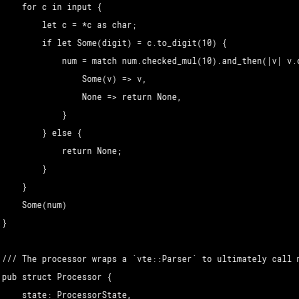 for c in input {
let c = *c as char;
if let Some(digit) = c.to_digit(10) {
num = match num.checked_mul(10).and_then(|v| v.c
Some(v) => v,
None => return None,
}
} else {
return None;
}
}
Some(num)
}
/// The processor wraps a `vte::Parser` to ultimately call
pub struct Processor {
state: ProcessorState,